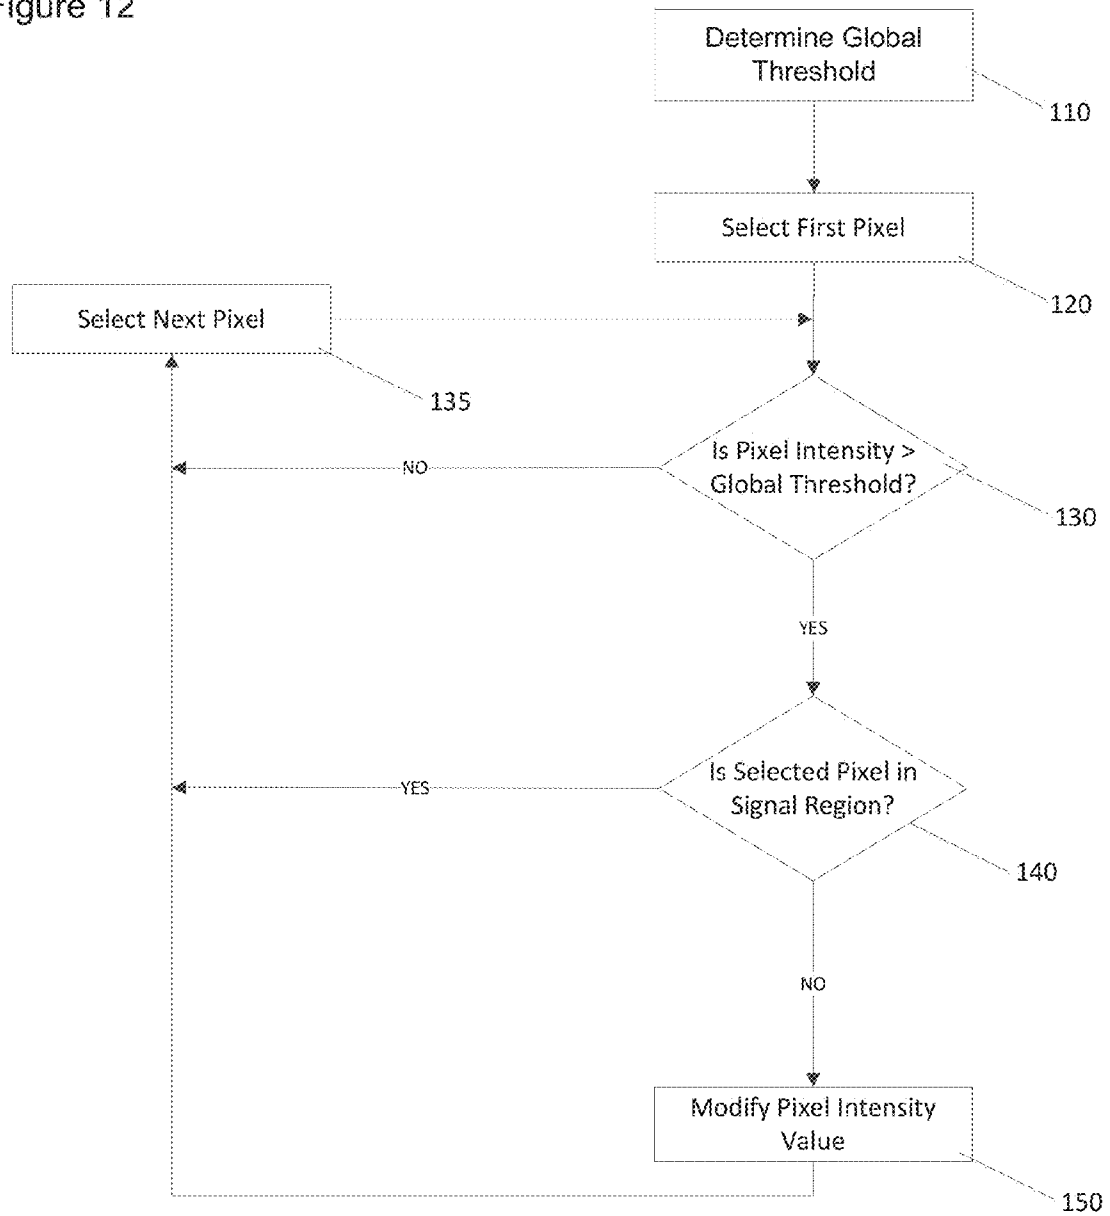 Figure 12
Determine Global
Threshold
110
Select First Pixel
120
Select Next Pixel
135
Is Pixel Intensity >
Global Threshold?
130
NO
YES
Is Selected Pixel in
Signal Region?
140
YES
NO
Modify Pixel Intensity
Value
150